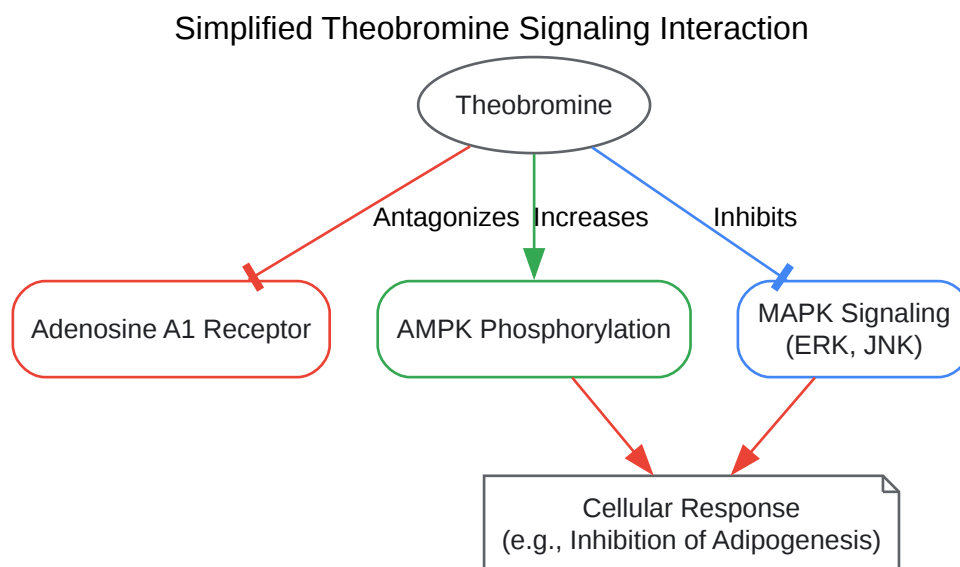 Simplified Theobromine Signaling Interaction
Theobromine
Antagonizes
Increases
Inhibits
Adenosine A1 Receptor
AMPK Phosphorylation
MAPK Signaling
(ERK, JNK)
Cellular Response
(e.g., Inhibition of Adipogenesis)